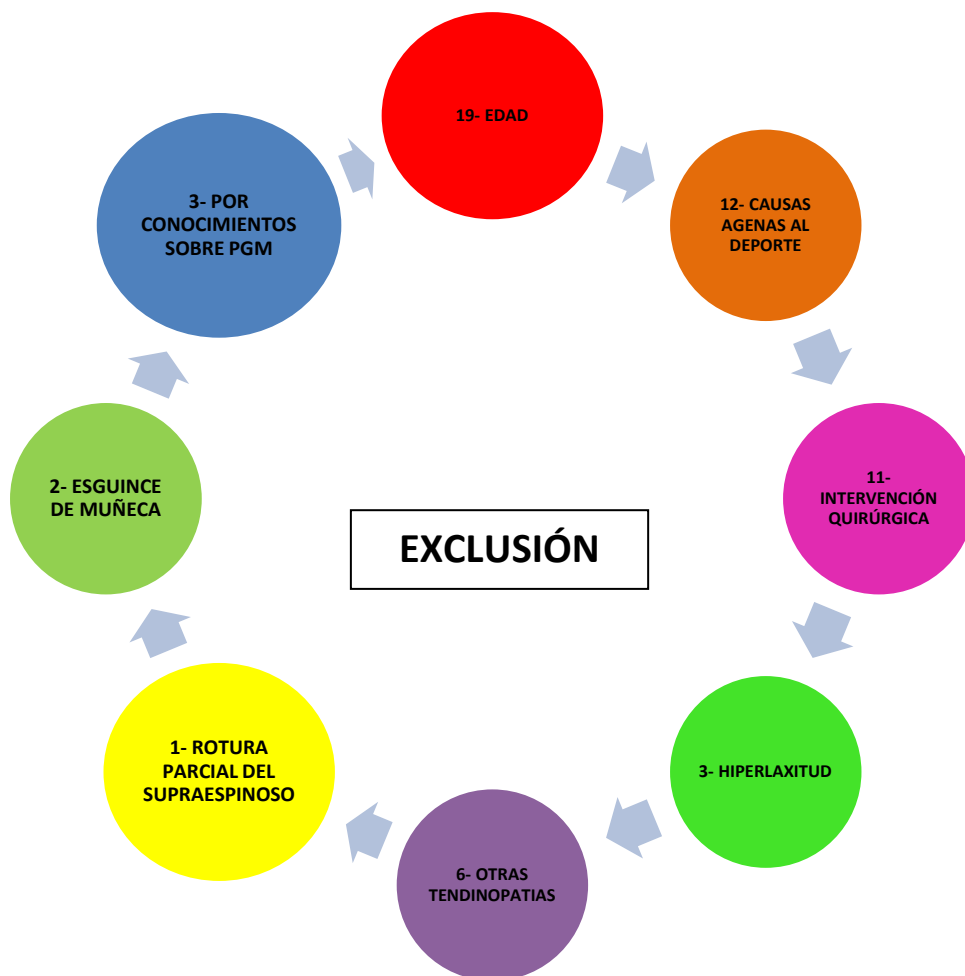 19- EDAD
12- CAUSAS
AGENAS AL
DEPORTE
11-
INTERVENCIÓN
QUIRÚRGICA
3- HIPERLAXITUD
6- OTRAS
TENDINOPATIAS
1- ROTURA
PARCIAL DEL
SUPRAESPINOSO
2- ESGUINCE
DE MUÑECA
3- POR
CONOCIMIENTOS
SOBRE PGM
EXCLUSIÓN